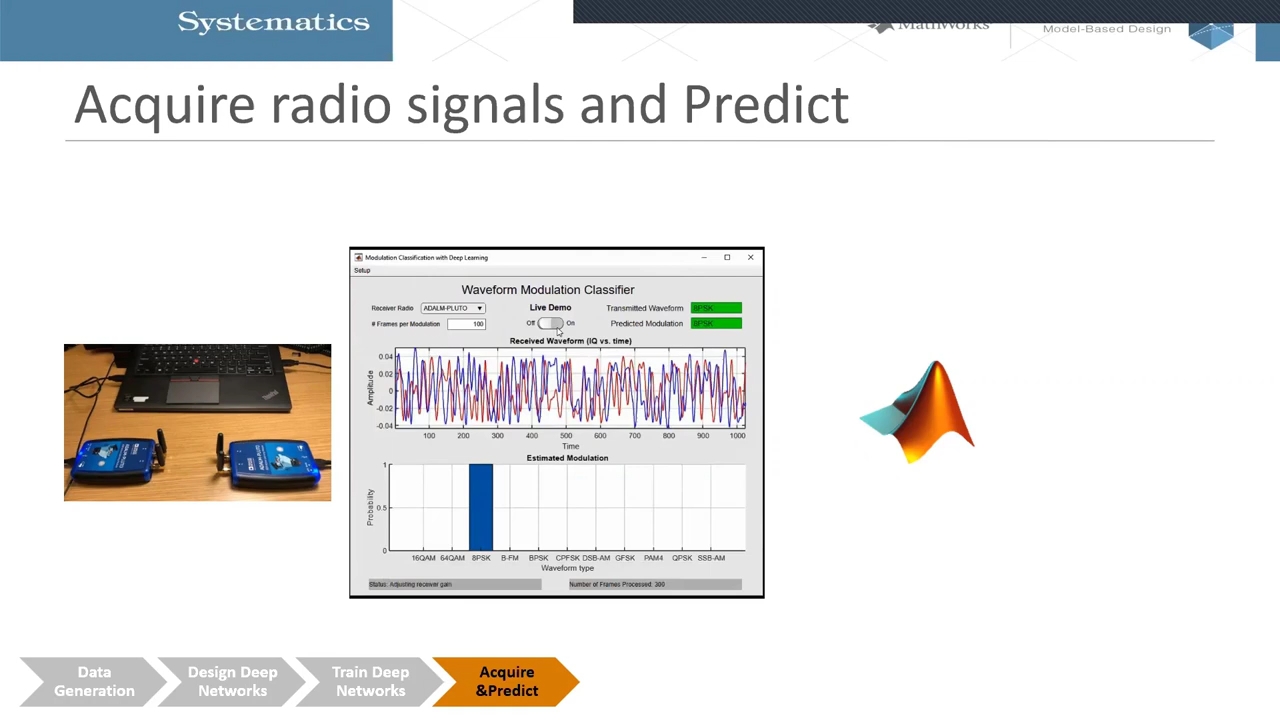 Systematics
MathWorks
Model-Based Design
Acquire radio signals and Predict
Modulation Classification with Deep Learning
Setup
Waveform Modulation Classifier
Receiver Radio
ADALM-PLUTO
Live Demo
Transmitted Waveform
8PSK
# Frames per Modulation
100
Off
On
Predicted Modulation
8PSK
Received Waveform (IQ vs. time)
Amplitude
0.04
0.02
0
-0.02
-0.04
100 200 300 400 500 600 700 800 900 1000
Time
Estimated Modulation
Probability
1
0.5
0
16QAM 64QAM 8PSK B-FM BPSK CPFSK DSB-AM GFSK PAM4 QPSK SSB-AM
Waveform type
Status: Adjusting receiver gain
Number of Frames Processed: 300
Data
Generation
Design Deep
Networks
Train Deep
Networks
Acquire
&Predict